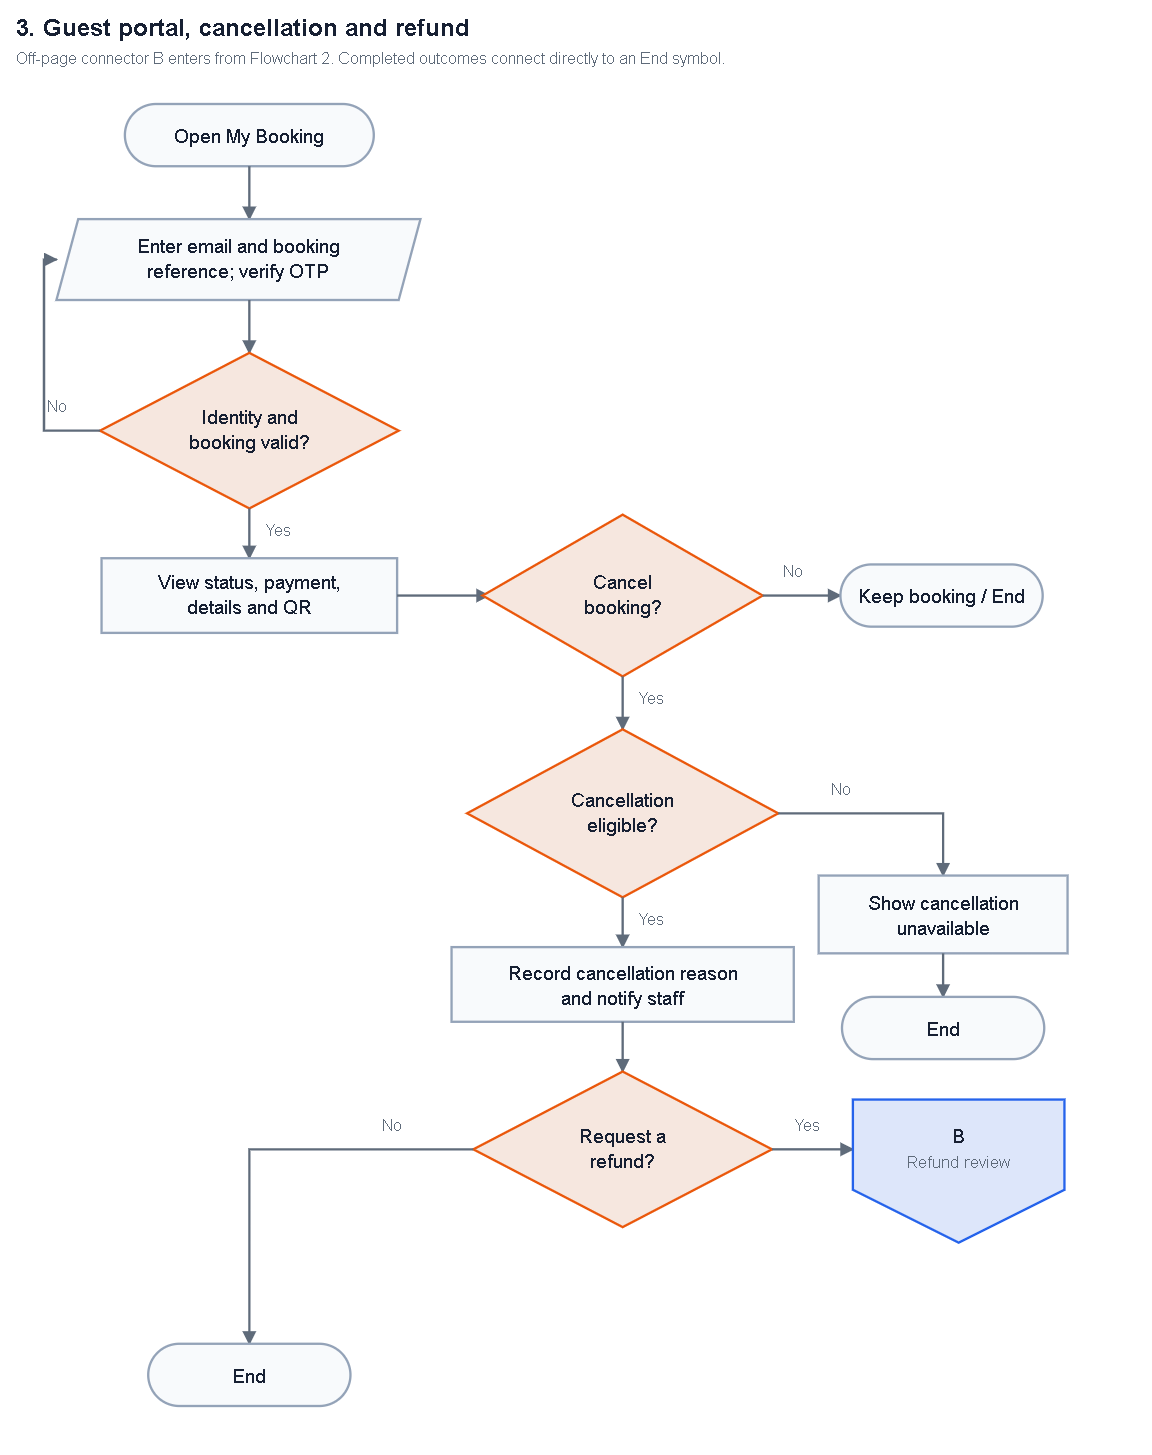 3. Guest portal, cancellation and refund
Off-page connector B enters from Flowchart 2. Completed outcomes connect directly to an End symbol.
Open My Booking
Enter email and booking
reference; verify OTP
No
Identity and
booking valid?
Yes
View status, payment,
details and QR
Cancel
booking?
No
Keep booking / End
Yes
Cancellation
eligible?
No
Show cancellation
unavailable
Yes
Record cancellation reason
and notify staff
End
No
Request a
refund?
Yes
B
Refund review
End